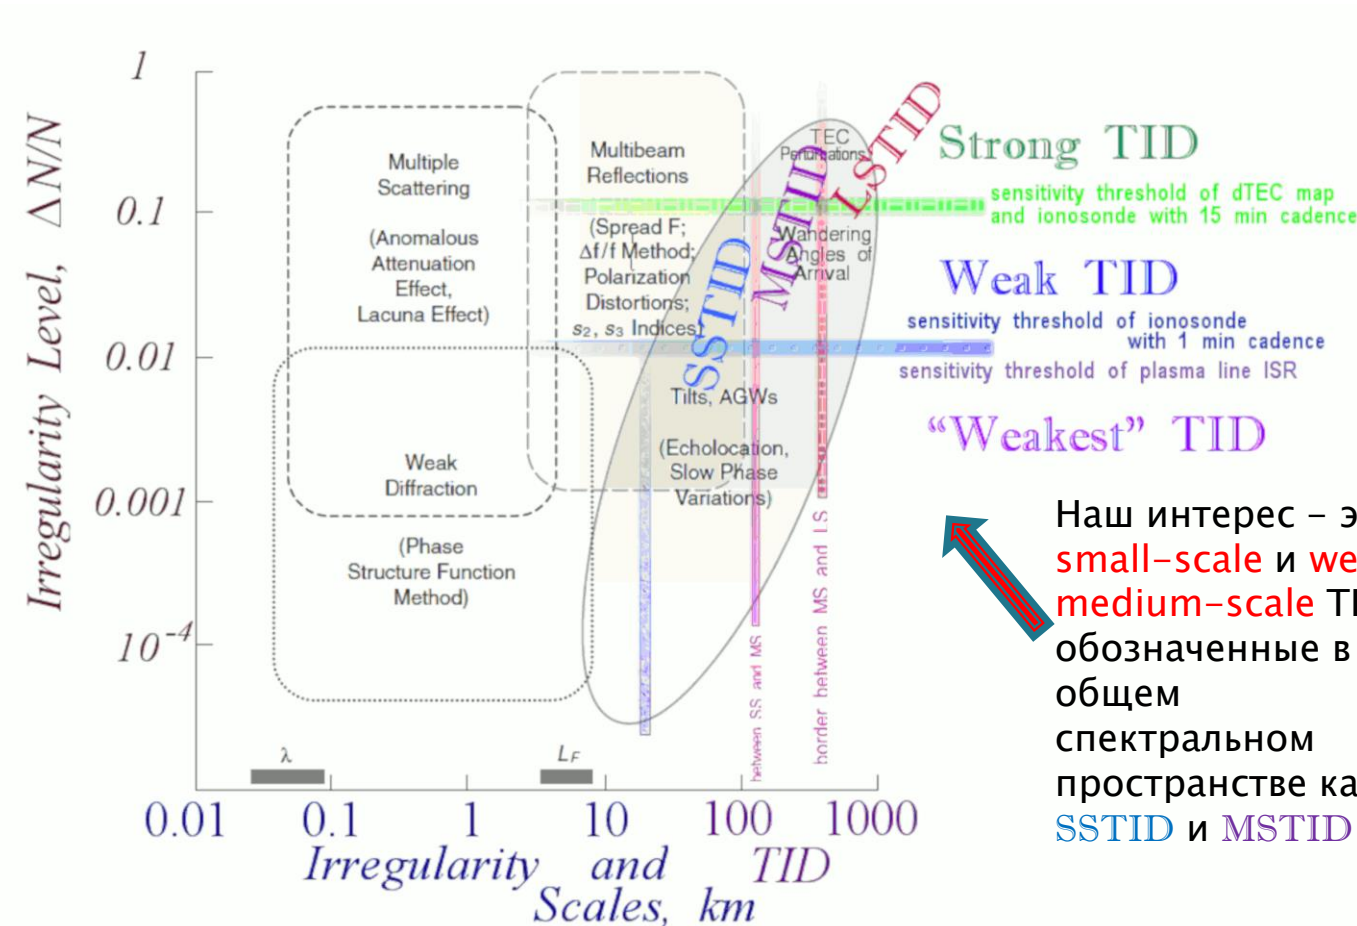 Irregularity Level, ΔN/N
1
0.1
0.01
0.001
10⁻⁴
Multiple
Scattering
(Anomalous
Attenuation
Effect,
Lacuna Effect)
Weak
Diffraction
(Phase
Structure Function
Method)
Multibeam
Reflections
(Spread F;
Δf/f Method;
Polarization
Distortions;
s₂, s₃ Indices)
Tilts, AGWs
(Echolocation,
Slow Phase
Variations)
TEC
Perturbations
Wandering
Angles of
Arrival
SSTID
MSTID
LSTID
Strong TID
sensitivity threshold of dTEC map
and ionosonde with 15 min cadence
Weak TID
sensitivity threshold of ionosonde
with 1 min cadence
sensitivity threshold of plasma line ISR
“Weakest” TID
between SS and MS
border between MS and LS
Наш интерес – э
small-scale и we
medium-scale TI
обозначенные в
общем
спектральном
пространстве ка
SSTID и MSTID
λ
L_F
0.01 0.1 1 10 100 1000
Irregularity and TID
Scales, km